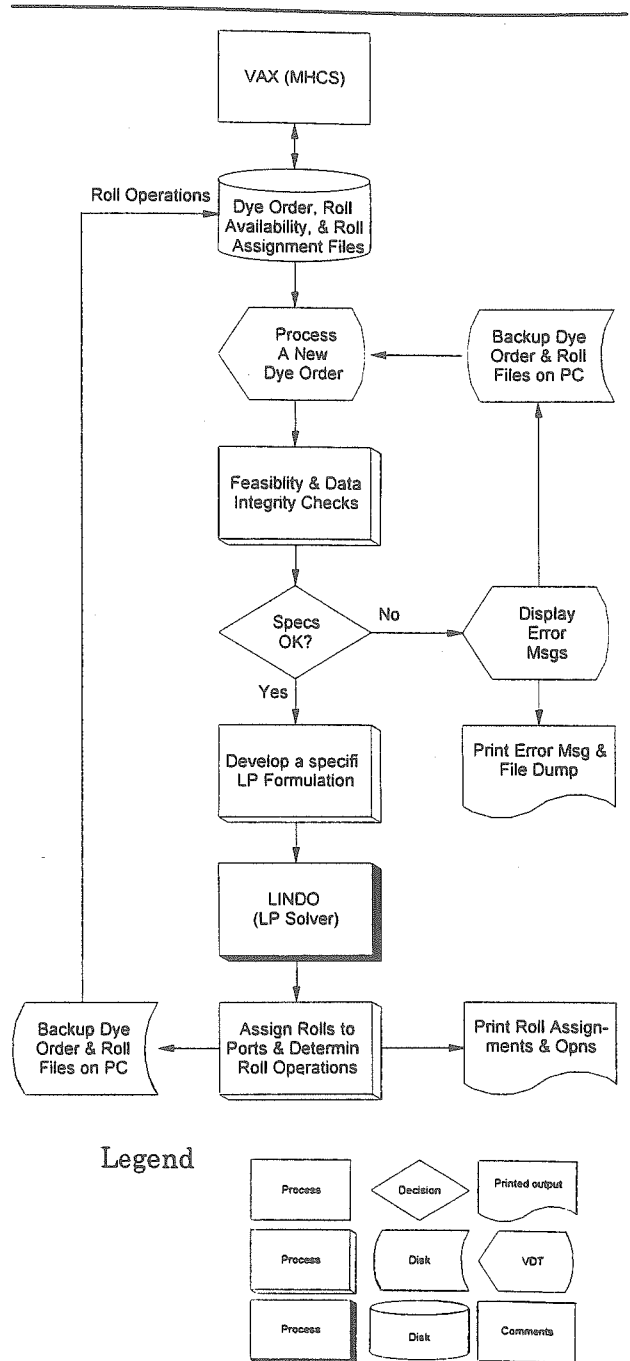 VAX (MHCS)
Roll Operations
Dye Order, Roll
Availability, & Roll
Assignment Files
Process
A New
Dye Order
Backup Dye
Order & Roll
Files on PC
Feasiblity & Data
Integrity Checks
Specs
OK?
No
Display
Error
Msgs
Yes
Print Error Msg &
File Dump
Develop a specifi
LP Formulation
LINDO
(LP Solver)
Backup Dye
Order & Roll
Files on PC
Assign Rolls to
Ports & Determin
Roll Operations
Print Roll Assign-
ments & Opns
Legend
Process
Decision
Printed output
Process
Disk
VDT
Process
Disk
Comments